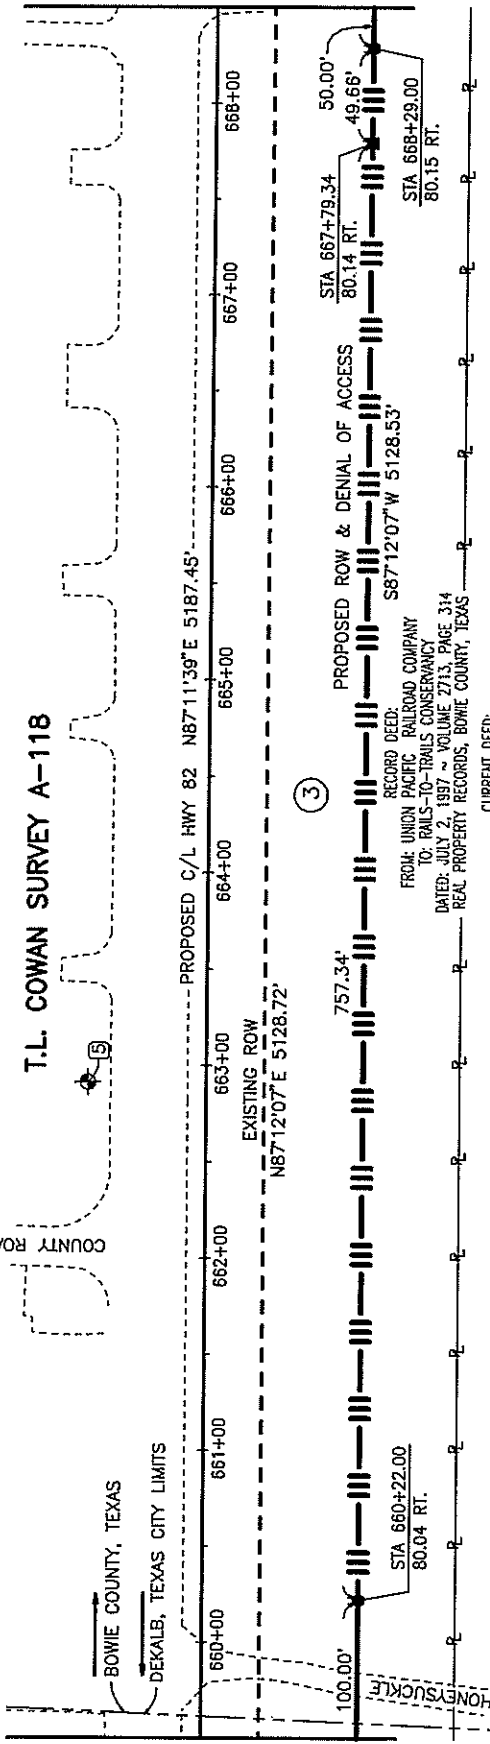 T.L. COWAN SURVEY A-118
5
COUNTY ROA
BOWIE COUNTY, TEXAS
DEKALB, TEXAS CITY LIMITS
PROPOSED C/L HWY 82 N87°11'39"E 5187.45'
660+00
661+00
662+00
663+00
664+00
665+00
666+00
667+00
668+00
EXISTING ROW
N87°12'07"E 5128.72'
3
PROPOSED ROW & DENIAL OF ACCESS
S87°12'07"W 5128.53'
100.00'
757.34'
49.66'
50.00'
STA 660+22.00
80.04 RT.
STA 667+79.34
80.14 RT.
STA 668+29.00
80.15 RT.
HONEYSUCKLE
RECORD DEED:
FROM: UNION PACIFIC RAILROAD COMPANY
TO: RAILS-TO-TRAILS CONSERVANCY
DATED: JULY 2, 1997 ~ VOLUME 2713, PAGE 314
REAL PROPERTY RECORDS, BOWIE COUNTY, TEXAS
CURRENT DEED: